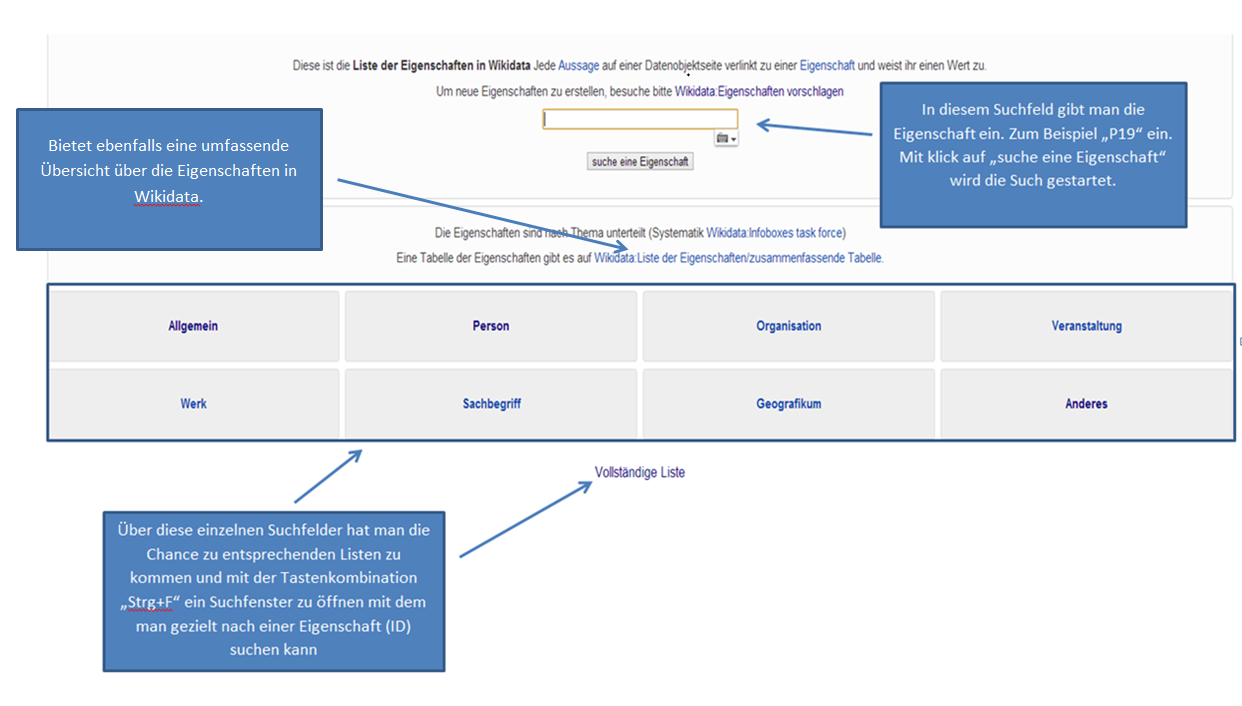 Diese ist die Liste der Eigenschaften in Wikidata Jede Aussage auf einer Datenobjektseite verlinkt zu einer Eigenschaft und weist ihr einen Wert zu.
Um neue Eigenschaften zu erstellen, besuche bitte Wikidata:Eigenschaften vorschlagen
suche eine Eigenschaft
In diesem Suchfeld gibt man die
Eigenschaft ein. Zum Beispiel „P19“ ein.
Mit klick auf „suche eine Eigenschaft“
wird die Such gestartet.
Bietet ebenfalls eine umfassende
Übersicht über die Eigenschaften in
Wikidata.
Die Eigenschaften sind nach Thema unterteilt (Systematik Wikidata:Infoboxes task force)
Eine Tabelle der Eigenschaften gibt es auf Wikidata:Liste der Eigenschaften/zusammenfassende Tabelle.
Allgemein
Person
Organisation
Veranstaltung
Werk
Sachbegriff
Geografikum
Anderes
Vollständige Liste
Über diese einzelnen Suchfelder hat man die
Chance zu entsprechenden Listen zu
kommen und mit der Tastenkombination
„Strg+F“ ein Suchfenster zu öffnen mit dem
man gezielt nach einer Eigenschaft (ID)
suchen kann